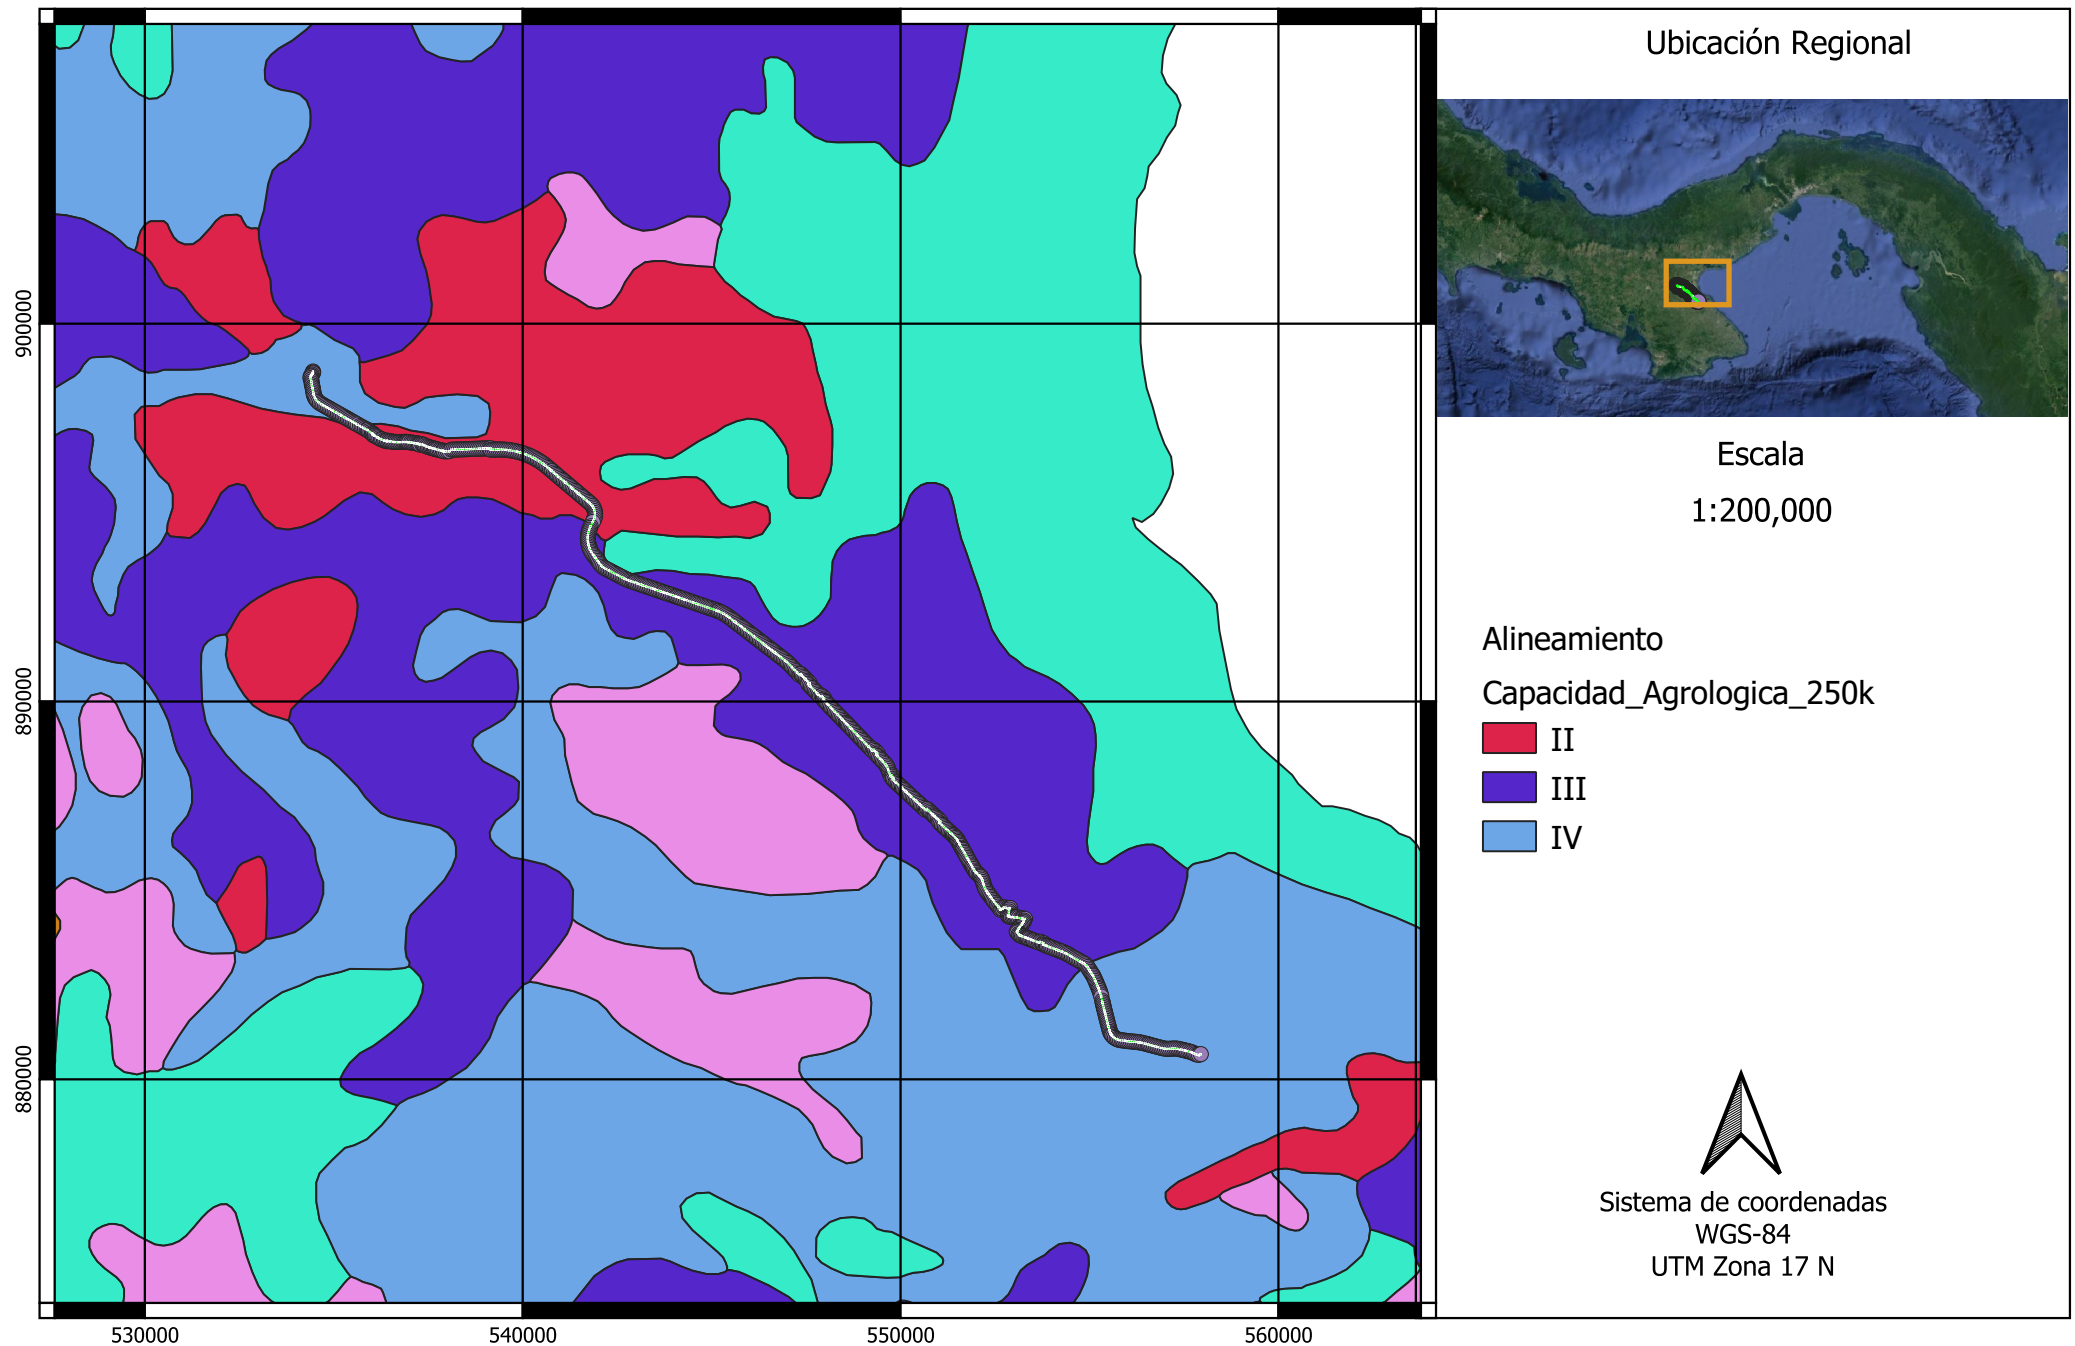 Ubicación Regional
Escala
1:200,000
Alineamiento
Capacidad_Agrologica_250k
II
III
IV
Sistema de coordenadas
WGS-84
UTM Zona 17 N
900000
890000
880000
530000
540000
550000
560000